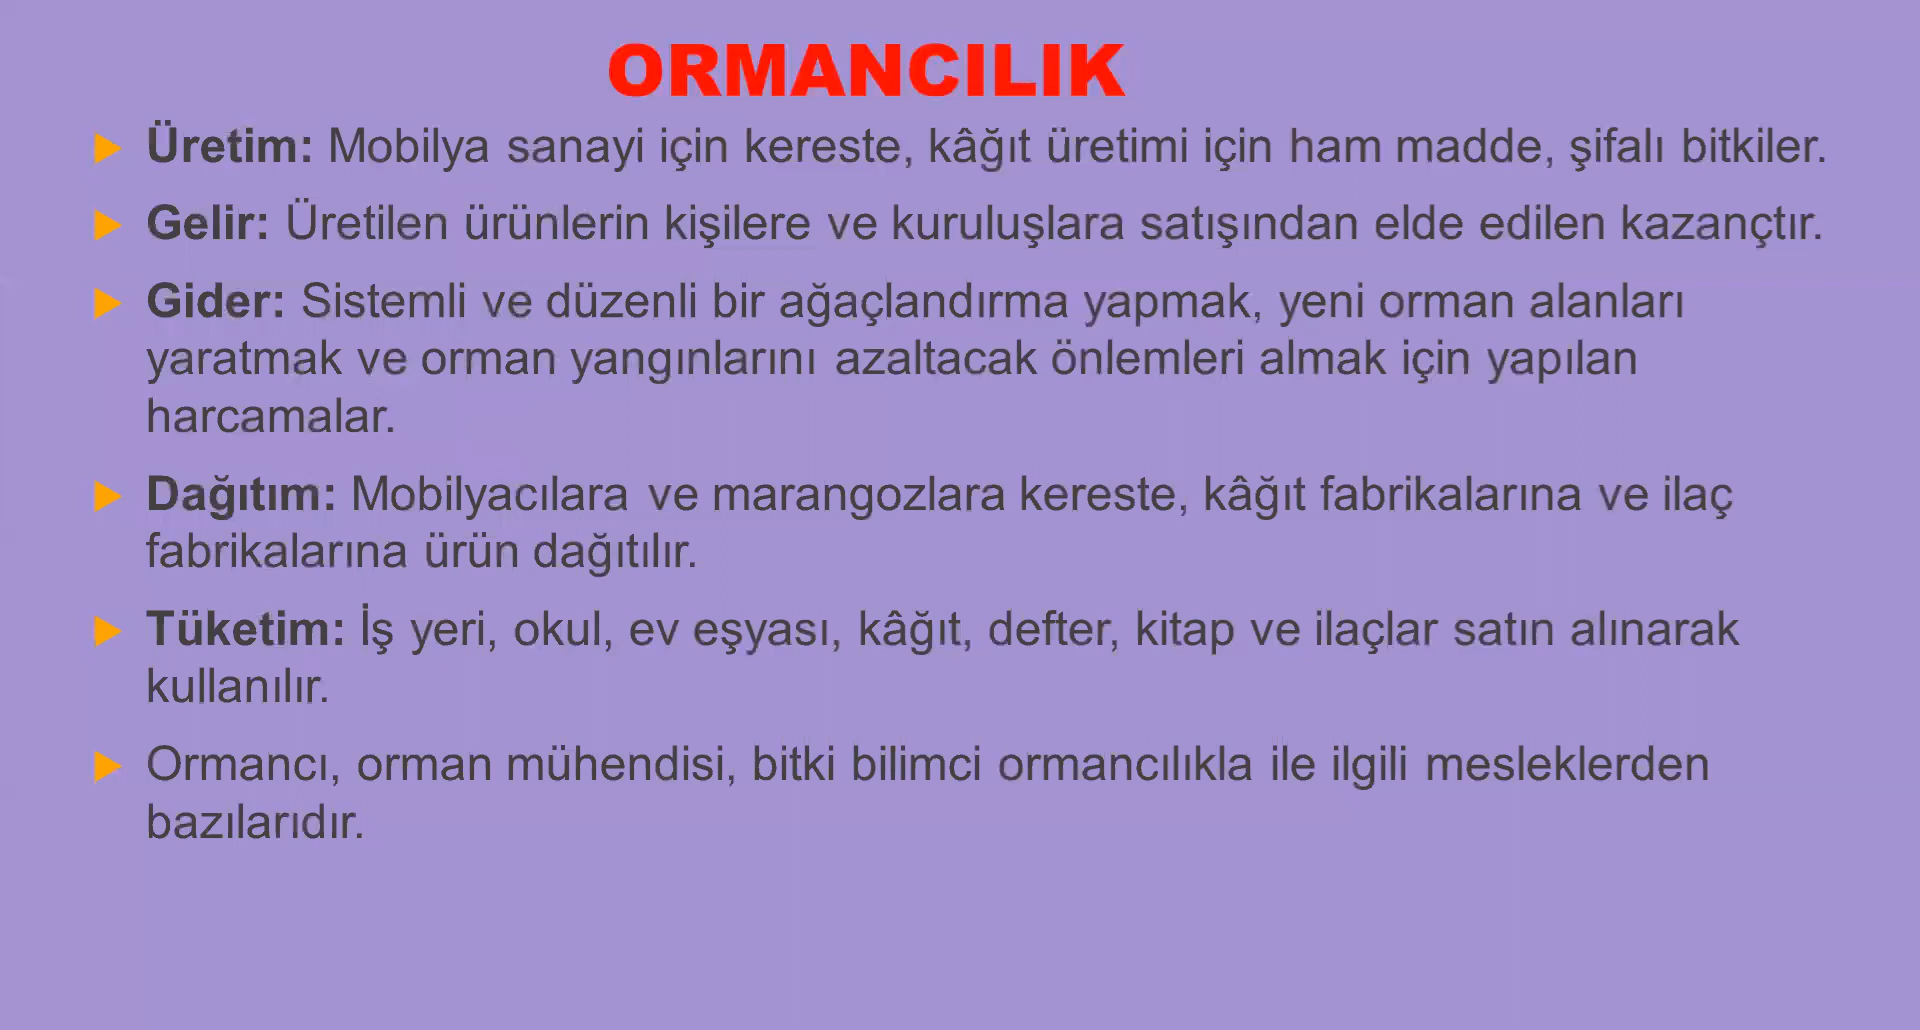 ORMANCILIK
Üretim: Mobilya sanayi için kereste, kâğıt üretimi için ham madde, şifalı bitkiler.
Gelir: Üretilen ürünlerin kişilere ve kuruluşlara satışından elde edilen kazançtır.
Gider: Sistemli ve düzenli bir ağaçlandırma yapmak, yeni orman alanları
yaratmak ve orman yangınlarını azaltacak önlemleri almak için yapılan
harcamalar.
Dağıtım: Mobilyacılara ve marangozlara kereste, kâğıt fabrikalarına ve ilaç
fabrikalarına ürün dağıtılır.
Tüketim: İş yeri, okul, ev eşyası, kâğıt, defter, kitap ve ilaçlar satın alınarak
kullanılır.
Ormancı, orman mühendisi, bitki bilimci ormancılıkla ile ilgili mesleklerden
bazılarıdır.